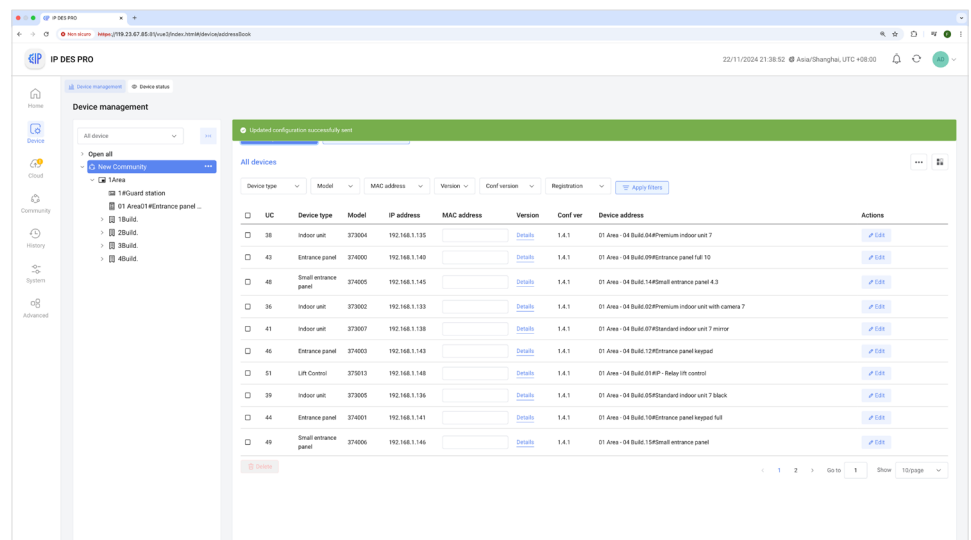 IP DES PRO
Non sicuro https://119.23.67.85:81/vue3/index.html#/device/addressBook
IP DES PRO
22/11/2024 21:38:52 Asia/Shanghai, UTC +08:00
AD
Home
Device
Cloud
Community
History
System
Advanced
Device management
Device status
Device management
All device
Open all
New Community
1Area
1#Guard station
01 Area01#Entrance panel ...
1Build.
2Build.
3Build.
4Build.
Updated configuration successfully sent
All devices
Device type Model MAC address Version Conf version Registration Apply filters
UC Device type Model IP address MAC address Version Conf ver Device address Actions
38 Indoor unit 373004 192.168.1.135 Details 1.4.1 01 Area - 04 Build.04#Premium indoor unit 7 Edit
43 Entrance panel 374000 192.168.1.140 Details 1.4.1 01 Area - 04 Build.09#Entrance panel full 10 Edit
48 Small entrance panel 374005 192.168.1.145 Details 1.4.1 01 Area - 04 Build.14#Small entrance panel 4.3 Edit
36 Indoor unit 373002 192.168.1.133 Details 1.4.1 01 Area - 04 Build.02#Premium indoor unit with camera 7 Edit
41 Indoor unit 373007 192.168.1.138 Details 1.4.1 01 Area - 04 Build.07#Standard indoor unit 7 mirror Edit
46 Entrance panel 374003 192.168.1.143 Details 1.4.1 01 Area - 04 Build.12#Entrance panel keypad Edit
51 Lift Control 375013 192.168.1.148 Details 1.4.1 01 Area - 04 Build.01#IP - Relay lift control Edit
39 Indoor unit 373005 192.168.1.136 Details 1.4.1 01 Area - 04 Build.05#Standard indoor unit 7 black Edit
44 Entrance panel 374001 192.168.1.141 Details 1.4.1 01 Area - 04 Build.10#Entrance panel keypad full Edit
49 Small entrance panel 374006 192.168.1.146 Details 1.4.1 01 Area - 04 Build.15#Small entrance panel Edit
Delete
1 2 Go to 1 Show 10/page